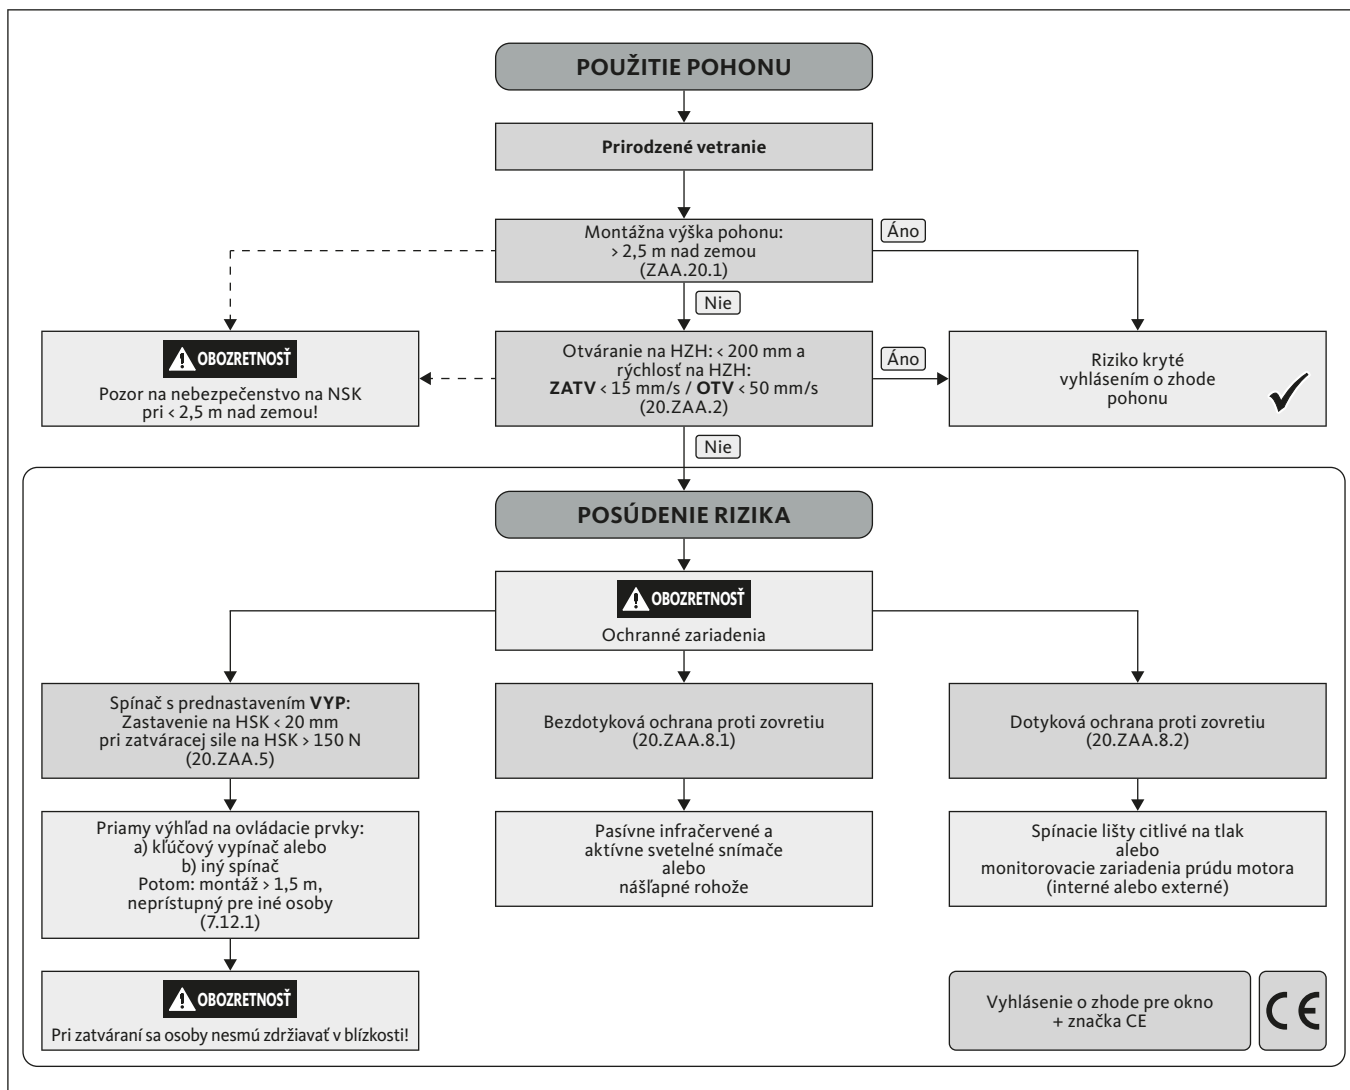 POUŽITIE POHONU
Prirodzené vetranie
Montážna výška pohonu:
> 2,5 m nad zemou
(ZAA.20.1)
Áno
Nie
OBOZRETNOSŤ
Pozor na nebezpečenstvo na NSK
pri < 2,5 m nad zemou!
Otváranie na HZH: < 200 mm a
rýchlosť na HZH:
ZATV < 15 mm/s / OTV < 50 mm/s
(20.ZAA.2)
Áno
Riziko kryté
vyhlásením o zhode
pohonu
Nie
POSÚDENIE RIZIKA
OBOZRETNOSŤ
Ochranné zariadenia
Spínač s prednastavením VYP:
Zastavenie na HSK < 20 mm
pri zatváracej sile na HSK > 150 N
(20.ZAA.5)
Bezdotyková ochrana proti zovretiu
(20.ZAA.8.1)
Dotyková ochrana proti zovretiu
(20.ZAA.8.2)
Priamy výhľad na ovládacie prvky:
a) kľúčový vypínač alebo
b) iný spínač
Potom: montáž > 1,5 m,
neprístupný pre iné osoby
(7.12.1)
Pasívne infračervené a
aktívne svetelné snímače
alebo
nášľapné rohože
Spínacie lišty citlivé na tlak
alebo
monitorovacie zariadenia prúdu motora
(interné alebo externé)
OBOZRETNOSŤ
Pri zatváraní sa osoby nesmú zdržiavať v blízkosti!
Vyhlásenie o zhode pre okno
+ značka CE
CE